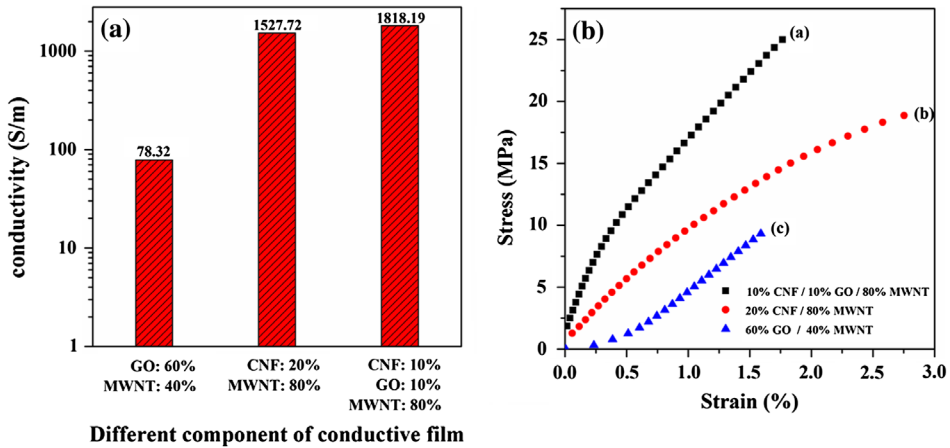 (a)
conductivity (S/m)
1000
100
10
1
78.32
1527.72
1818.19
GO: 60%
MWNT: 40%
CNF: 20%
MWNT: 80%
CNF: 10%
GO: 10%
MWNT: 80%
Different component of conductive film
(b)
Stress (MPa)
25
20
15
10
5
0
(a)
(b)
(c)
10% CNF / 10% GO / 80% MWNT
20% CNF / 80% MWNT
60% GO / 40% MWNT
0.0 0.5 1.0 1.5 2.0 2.5 3.0
Strain (%)